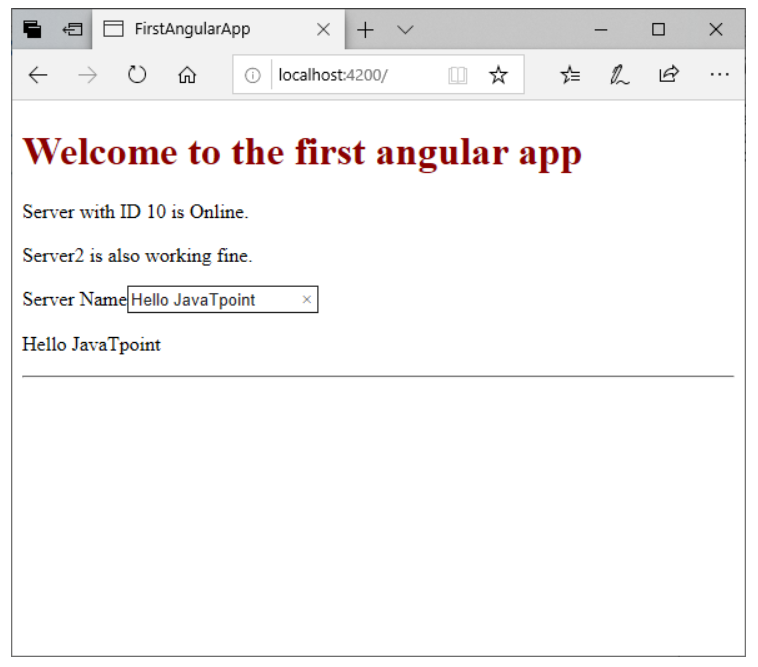 FirstAngularApp
localhost:4200/
Welcome to the first angular app
Server with ID 10 is Online.
Server2 is also working fine.
Server Name Hello JavaTpoint
Hello JavaTpoint